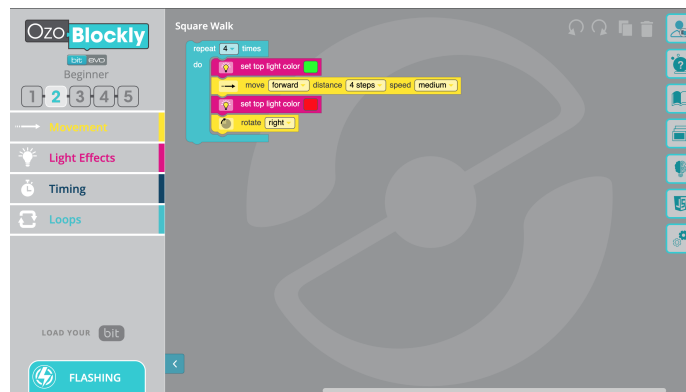 Ozo Blockly
bit evo
Beginner
1 2 3 4 5
Movement
Light Effects
Timing
Loops
LOAD YOUR bit
FLASHING
Square Walk
repeat 4 times
do
set top light color
move forward distance 4 steps speed medium
set top light color
rotate right
?
JS